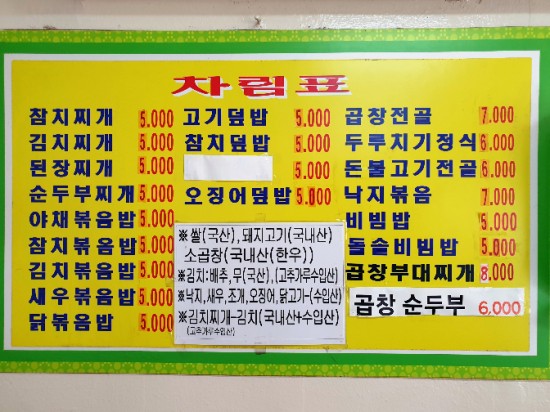 차림표
참치찌개 5.000
김치찌개 5.000
된장찌개 5.000
순두부찌개 5.000
야채볶음밥 5.000
참치볶음밥 5.000
김치볶음밥 5.000
새우볶음밥 5.000
닭볶음밥 5.000
고기덮밥 5.000
참치덮밥 5.000
5.000
오징어덮밥 5.000
※쌀(국산), 돼지고기(국내산)
소곱창(국내산(한우))
※김치:배추,무(국산),(고추가루수입산)
※낙지,새우,조개,오징어,닭고기-(수입산)
※김치찌개-김치(국내산+수입산)
(고추가루수입산)
곱창전골 7.000
두루치기정식 6.000
돈불고기전골 6.000
낙지볶음 7.000
비빔밥 5.000
돌솥비빔밥 5.000
곱창부대찌개 8.000
곱창 순두부 6.000